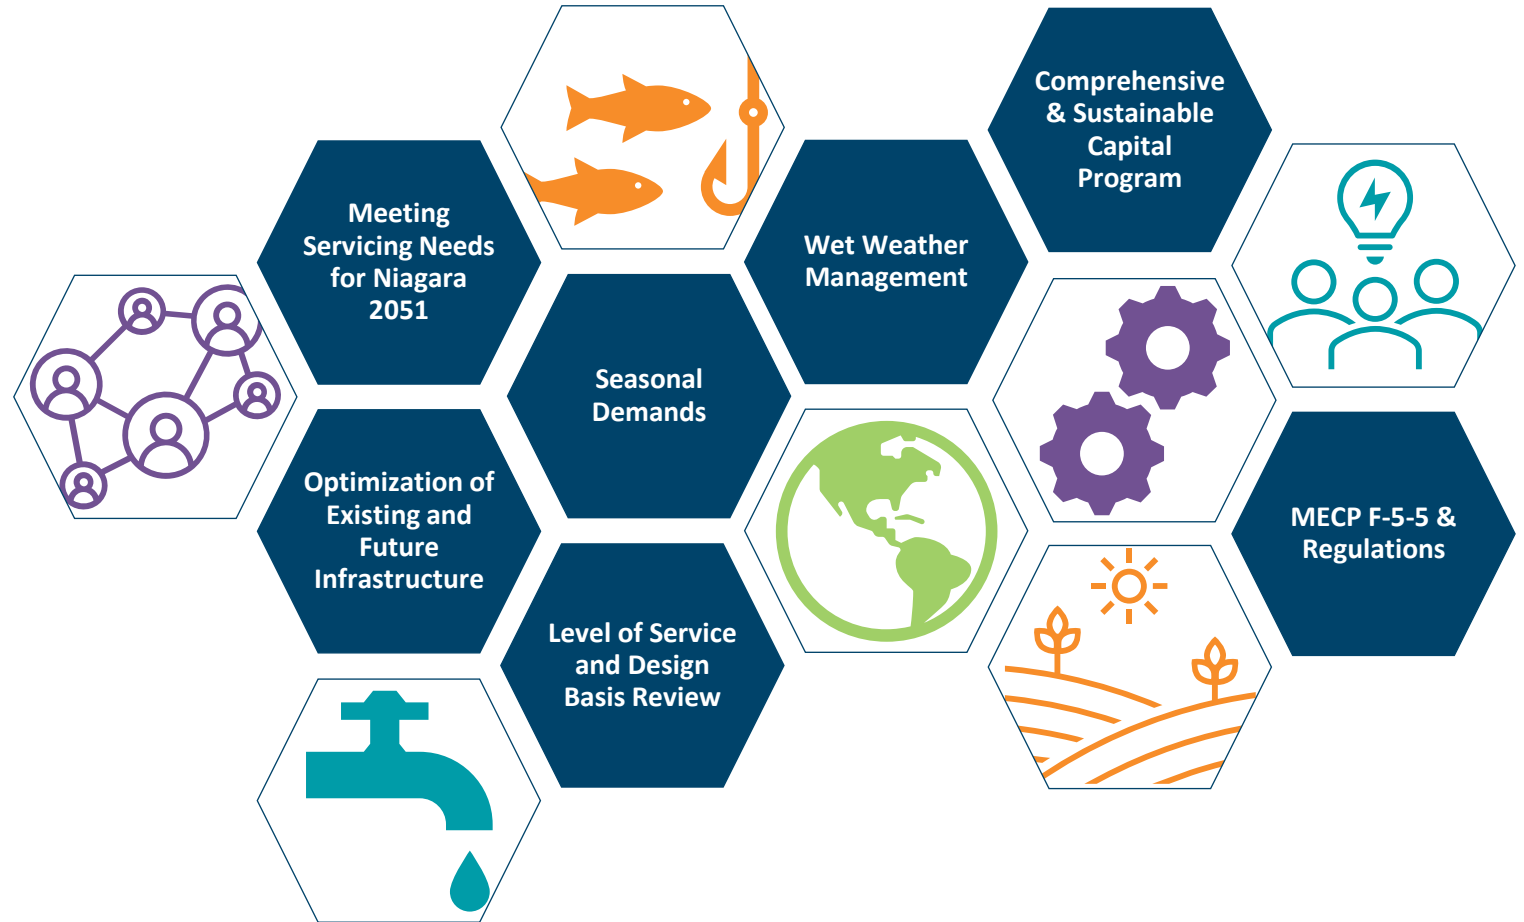 Meeting
Servicing Needs
for Niagara
2051
Optimization of
Existing and
Future
Infrastructure
Seasonal
Demands
Level of Service
and Design
Basis Review
Wet Weather
Management
Comprehensive
& Sustainable
Capital
Program
MECP F-5-5 &
Regulations